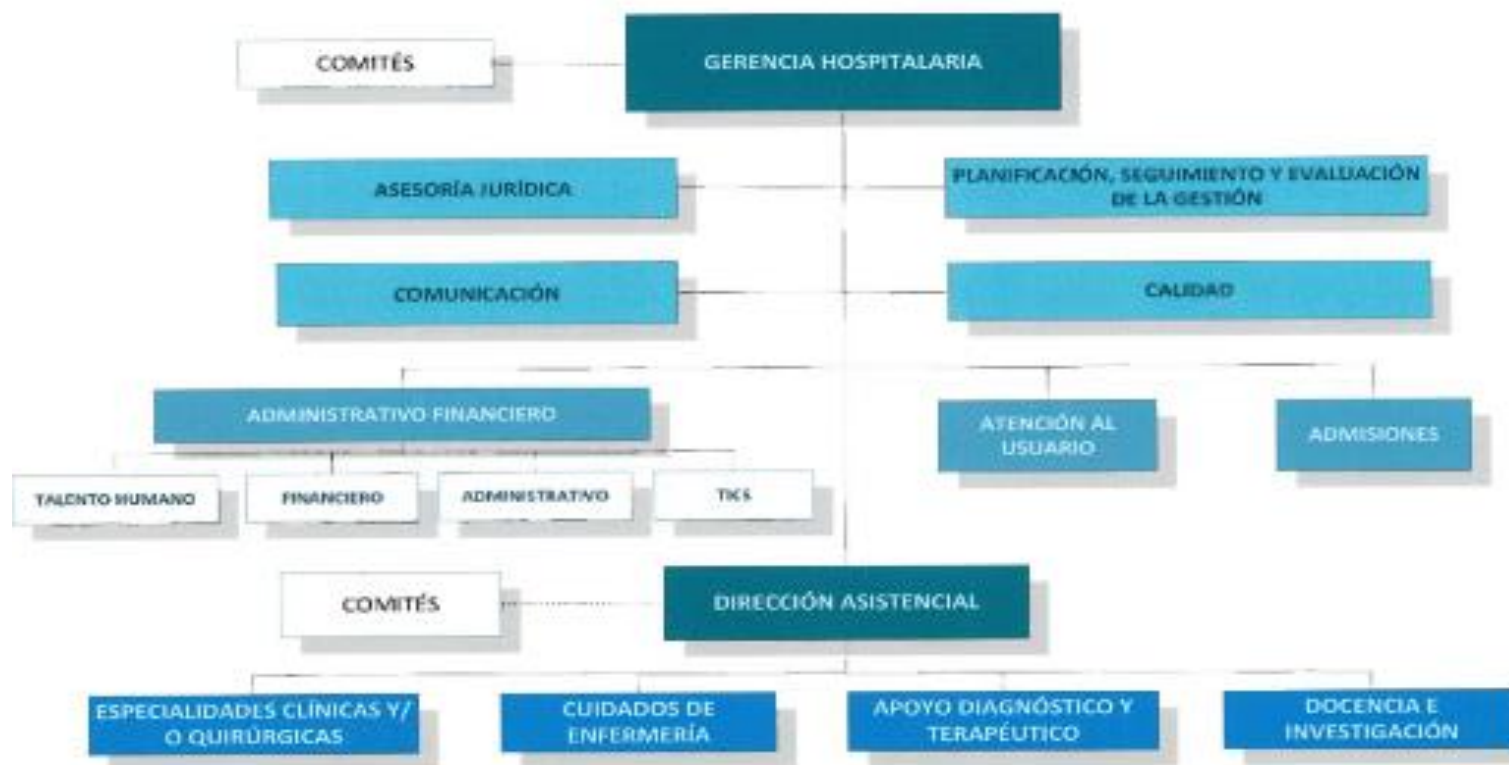 COMITÉS
GERENCIA HOSPITALARIA
ASESORÍA JURÍDICA
PLANIFICACIÓN, SEGUIMIENTO Y EVALUACIÓN
DE LA GESTIÓN
COMUNICACIÓN
CALIDAD
ADMINISTRATIVO FINANCIERO
ATENCIÓN AL
USUARIO
ADMISIONES
TALENTO HUMANO
FINANCIERO
ADMINISTRATIVO
TICS
COMITÉS
DIRECCIÓN ASISTENCIAL
ESPECIALIDADES CLÍNICAS Y/
O QUIRÚRGICAS
CUIDADOS DE
ENFERMERÍA
APOYO DIAGNÓSTICO Y
TERAPÉUTICO
DOCENCIA E
INVESTIGACIÓN